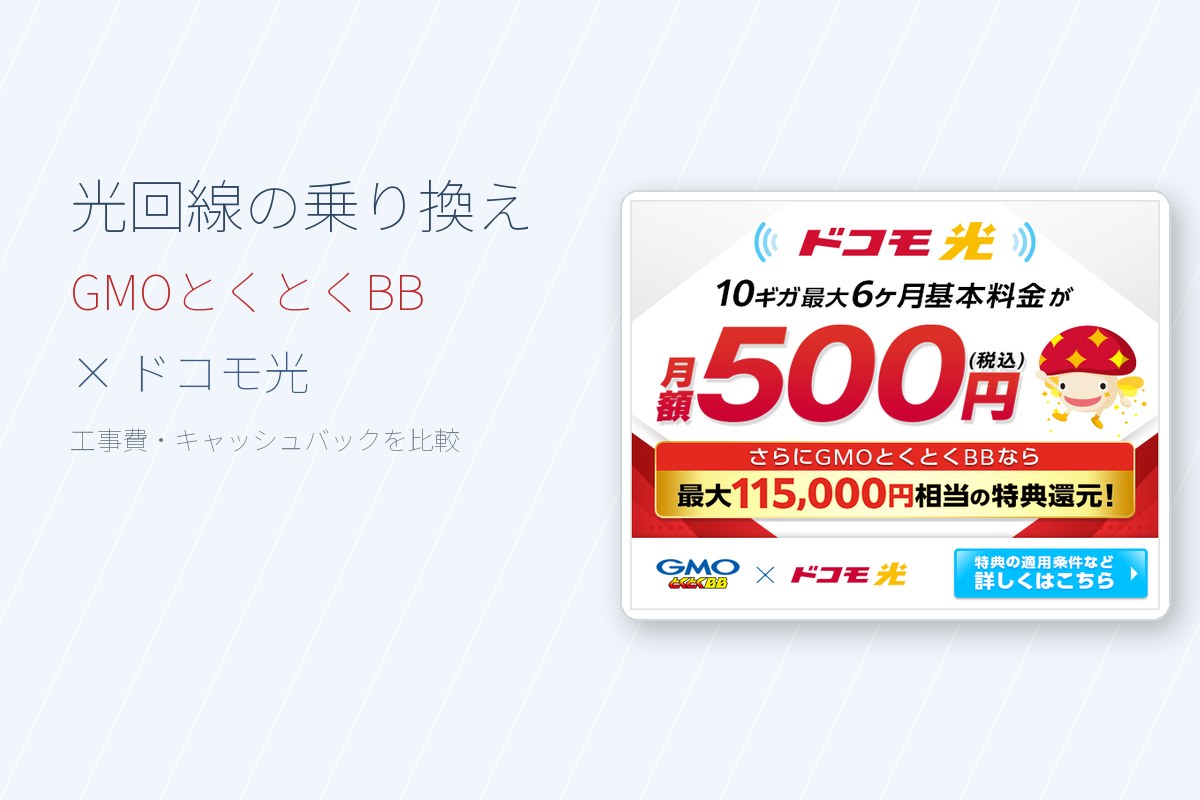 光回線の乗り換え
GMOとくとくBB
× ドコモ光
工事費・キャッシュバックを比較
ドコモ光
10ギガ最大6ヶ月基本料金が
月額500円(税込)
さらにGMOとくとくBBなら
最大115,000円相当の特典還元!
GMOとくとくBB × ドコモ光
特典の適用条件など
詳しくはこちら